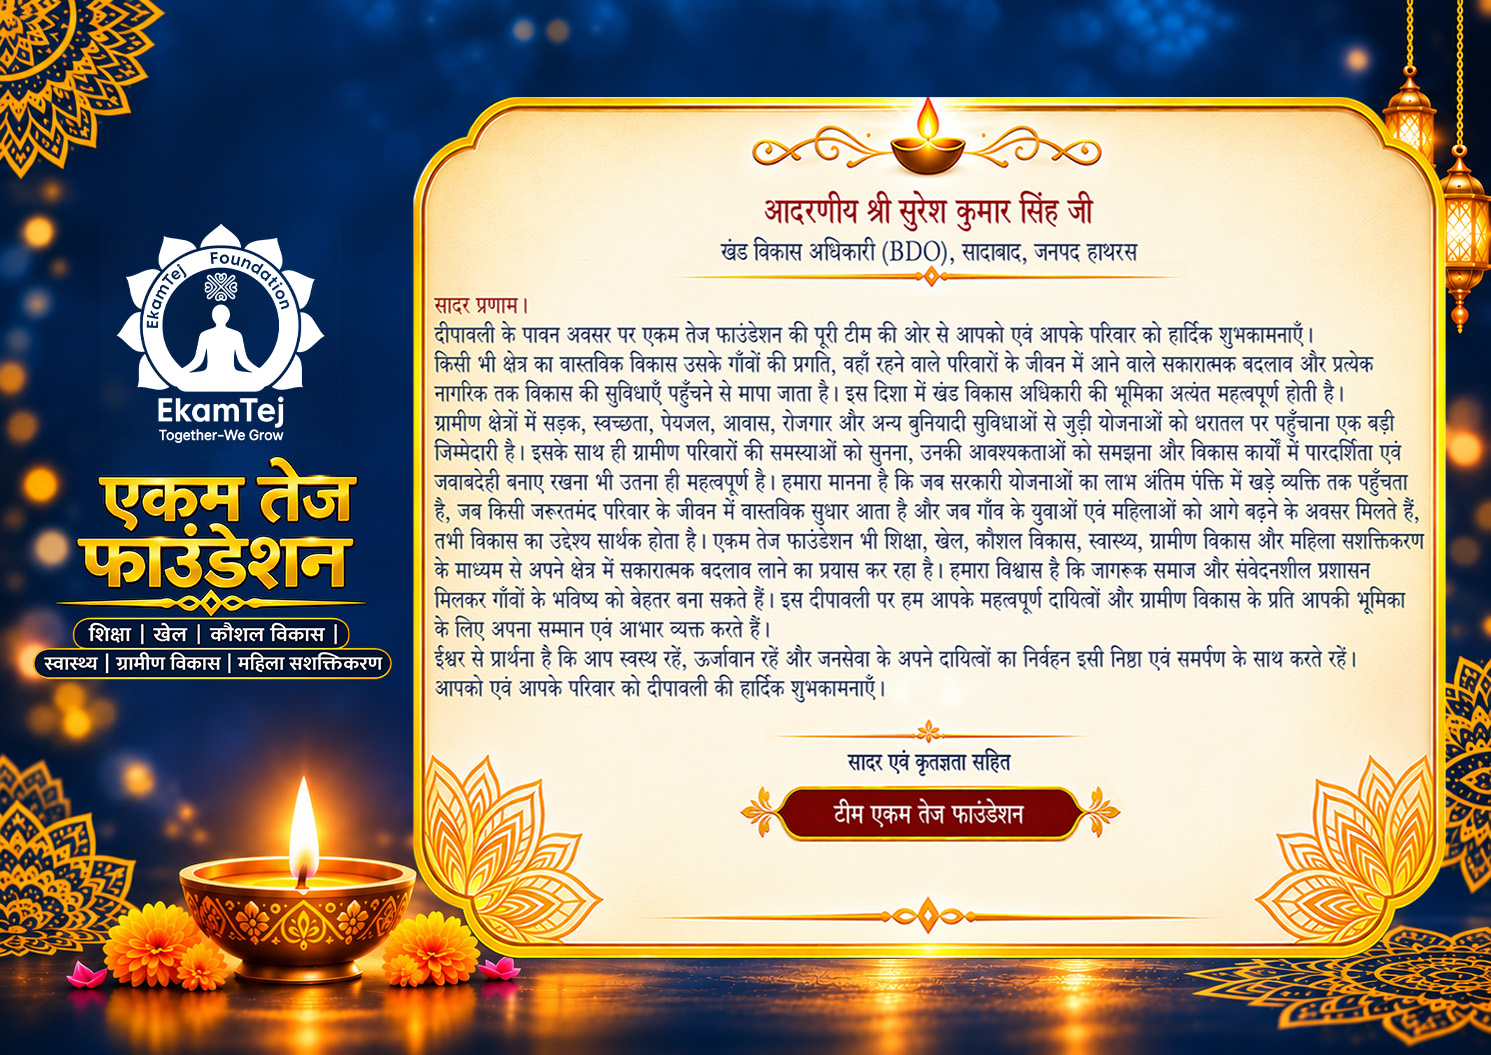 EkamTej Foundation
EkamTej
Together-We Grow
एकम तेज
फाउंडेशन
शिक्षा | खेल | कौशल विकास |
स्वास्थ्य | ग्रामीण विकास | महिला सशक्तिकरण
आदरणीय श्री सुरेश कुमार सिंह जी
खंड विकास अधिकारी (BDO), सादाबाद, जनपद हाथरस
सादर प्रणाम।
दीपावली के पावन अवसर पर एकम तेज फाउंडेशन की पूरी टीम की ओर से आपको एवं आपके परिवार को हार्दिक शुभकामनाएँ।
किसी भी क्षेत्र का वास्तविक विकास उसके गाँवों की प्रगति, वहाँ रहने वाले परिवारों के जीवन में आने वाले सकारात्मक बदलाव और प्रत्येक
नागरिक तक विकास की सुविधाएँ पहुँचने से मापा जाता है। इस दिशा में खंड विकास अधिकारी की भूमिका अत्यंत महत्वपूर्ण होती है।
ग्रामीण क्षेत्रों में सड़क, स्वच्छता, पेयजल, आवास, रोजगार और अन्य बुनियादी सुविधाओं से जुड़ी योजनाओं को धरातल पर पहुँचाना एक बड़ी
जिम्मेदारी है। इसके साथ ही ग्रामीण परिवारों की समस्याओं को सुनना, उनकी आवश्यकताओं को समझना और विकास कार्यों में पारदर्शिता एवं
जवाबदेही बनाए रखना भी उतना ही महत्वपूर्ण है। हमारा मानना है कि जब सरकारी योजनाओं का लाभ अंतिम पंक्ति में खड़े व्यक्ति तक पहुँचता
है, जब किसी जरूरतमंद परिवार के जीवन में वास्तविक सुधार आता है और जब गाँव के युवाओं एवं महिलाओं को आगे बढ़ने के अवसर मिलते हैं,
तभी विकास का उद्देश्य सार्थक होता है। एकम तेज फाउंडेशन भी शिक्षा, खेल, कौशल विकास, स्वास्थ्य, ग्रामीण विकास और महिला सशक्तिकरण
के माध्यम से अपने क्षेत्र में सकारात्मक बदलाव लाने का प्रयास कर रहा है। हमारा विश्वास है कि जागरूक समाज और संवेदनशील प्रशासन
मिलकर गाँवों के भविष्य को बेहतर बना सकते हैं। इस दीपावली पर हम आपके महत्वपूर्ण दायित्वों और ग्रामीण विकास के प्रति आपकी भूमिका
के लिए अपना सम्मान एवं आभार व्यक्त करते हैं।
ईश्वर से प्रार्थना है कि आप स्वस्थ रहें, ऊर्जावान रहें और जनसेवा के अपने दायित्वों का निर्वहन इसी निष्ठा एवं समर्पण के साथ करते रहें।
आपको एवं आपके परिवार को दीपावली की हार्दिक शुभकामनाएँ।
सादर एवं कृतज्ञता सहित
टीम एकम तेज फाउंडेशन